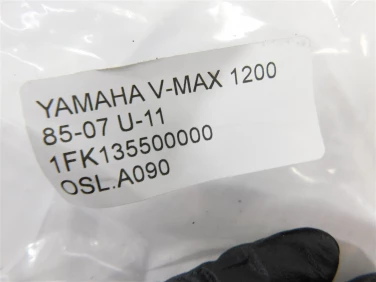 YAMAHA V-MAX 1200
85-07 U-11
1FK135500000
OSL.A090